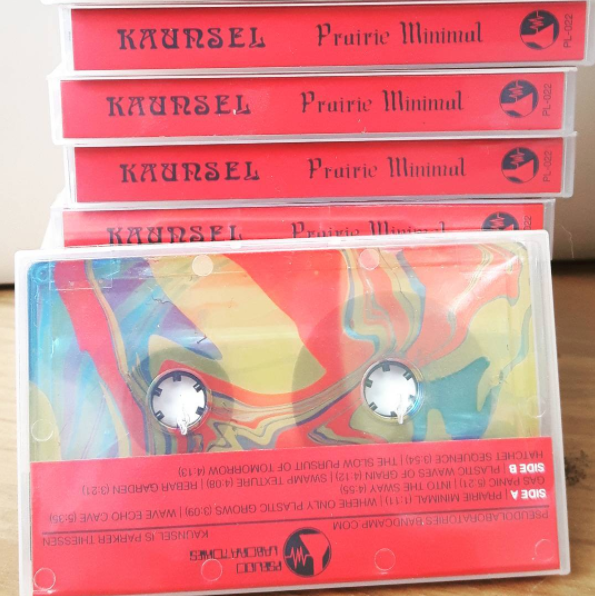 KAUNSEL Prairie Minimal PL-022
KAUNSEL Prairie Minimal PL-022
KAUNSEL Prairie Minimal PL-022
KAUNSEL Prairie Minimal PL-022
PSEUDO
LABORATORIES
KAUNSEL IS PARKER THIESSEN
PSEUDOLABORATORIES.BANDCAMP.COM
SIDE A | PRAIRIE MINIMAL (1:11) | WHERE ONLY PLASTIC GROWS (3:09) | WAVE ECHO CAVE (5:35)
GAS PANIC (6:21) | INTO THE SWAY (4:55)
SIDE B | PLASTIC WAVES OF GRAIN (4:12) | SWAMP TEXTURE (4:08) | REBAR GARDEN (3:21)
HATCHET SEQUENCE (3:54) | THE SLOW PURSUIT OF TOMORROW (4:13)